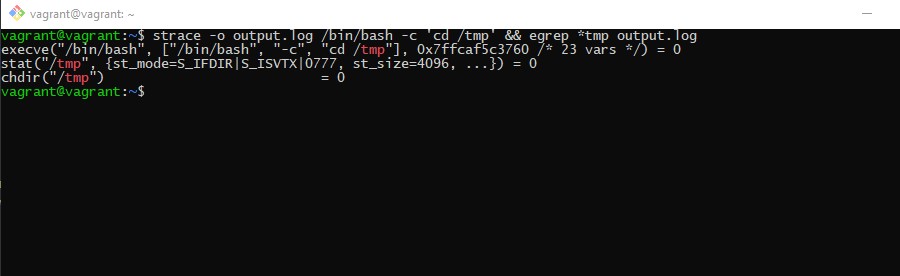 vagrant@vagrant: ~
vagrant@vagrant:~$ strace -o output.log /bin/bash -c 'cd /tmp' && egrep *tmp output.log
execve("/bin/bash", ["/bin/bash", "-c", "cd /tmp"], 0x7ffcaf5c3760 /* 23 vars */) = 0
stat("/tmp", {st_mode=S_IFDIR|S_ISVTX|0777, st_size=4096, ...}) = 0
chdir("/tmp")                           = 0
vagrant@vagrant:~$